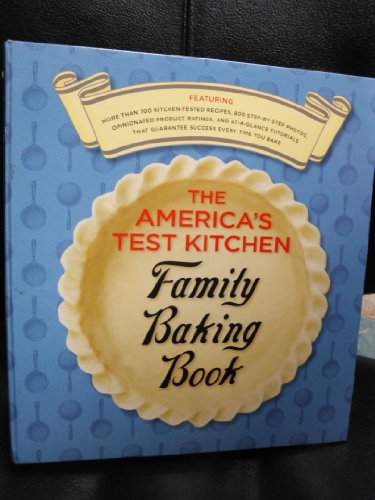 FEATURING
MORE THAN 700 KITCHEN-TESTED RECIPES, 800 STEP-BY-STEP PHOTOS,
OPINIONATED PRODUCT RATINGS, AND AT-A-GLANCE TUTORIALS
THAT GUARANTEE SUCCESS EVERY TIME YOU BAKE
THE
AMERICA'S
TEST KITCHEN
Family
Baking
Book